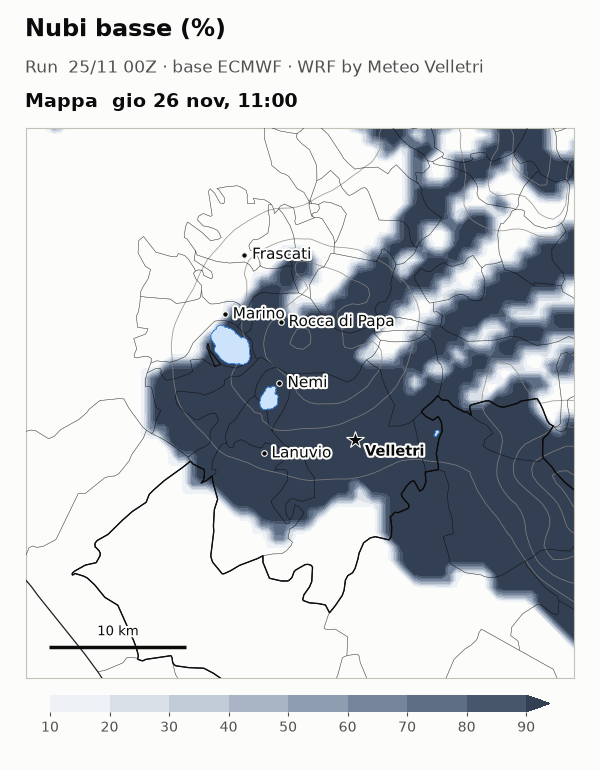 Nubi basse (%)
Run  25/11 00Z · base ECMWF · WRF by Meteo Velletri
Mappa  gio 26 nov, 11:00
Frascati
Marino
Rocca di Papa
Nemi
Velletri
Lanuvio
10 km
10 20 30 40 50 60 70 80 90